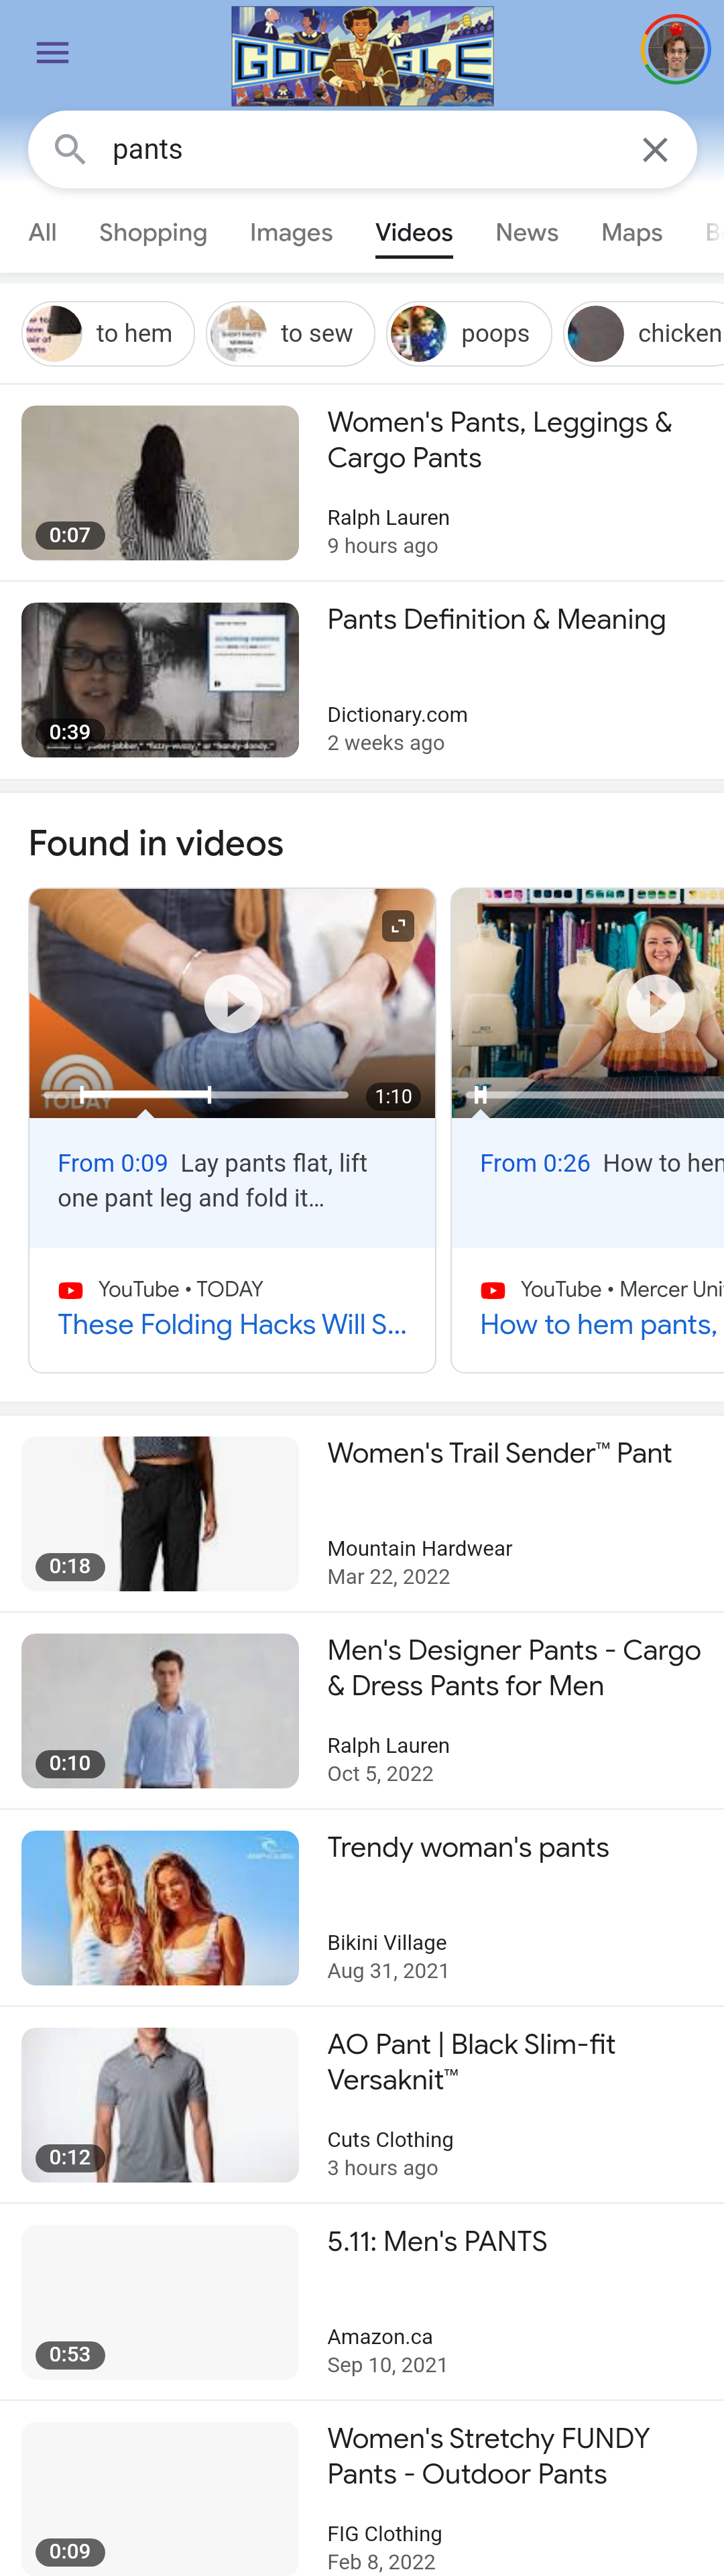 GOOGLE
pants
All Shopping Images Videos News Maps
to hem to sew poops chicken
Women's Pants, Leggings &
Cargo Pants
Ralph Lauren
9 hours ago
0:07
Pants Definition & Meaning
Dictionary.com
2 weeks ago
0:39
Found in videos
TODAY
1:10
From 0:09 Lay pants flat, lift
one pant leg and fold it...
YouTube • TODAY
These Folding Hacks Will S...
From 0:26 How to
YouTube • Mercer
How to hem pants,
Women's Trail Sender™ Pant
Mountain Hardwear
Mar 22, 2022
0:18
Men's Designer Pants - Cargo
& Dress Pants for Men
Ralph Lauren
Oct 5, 2022
0:10
Trendy woman's pants
Bikini Village
Aug 31, 2021
AO Pant | Black Slim-fit
Versaknit™
Cuts Clothing
3 hours ago
0:12
5.11: Men's PANTS
Amazon.ca
Sep 10, 2021
0:53
Women's Stretchy FUNDY
Pants - Outdoor Pants
FIG Clothing
Feb 8, 2022
0:09